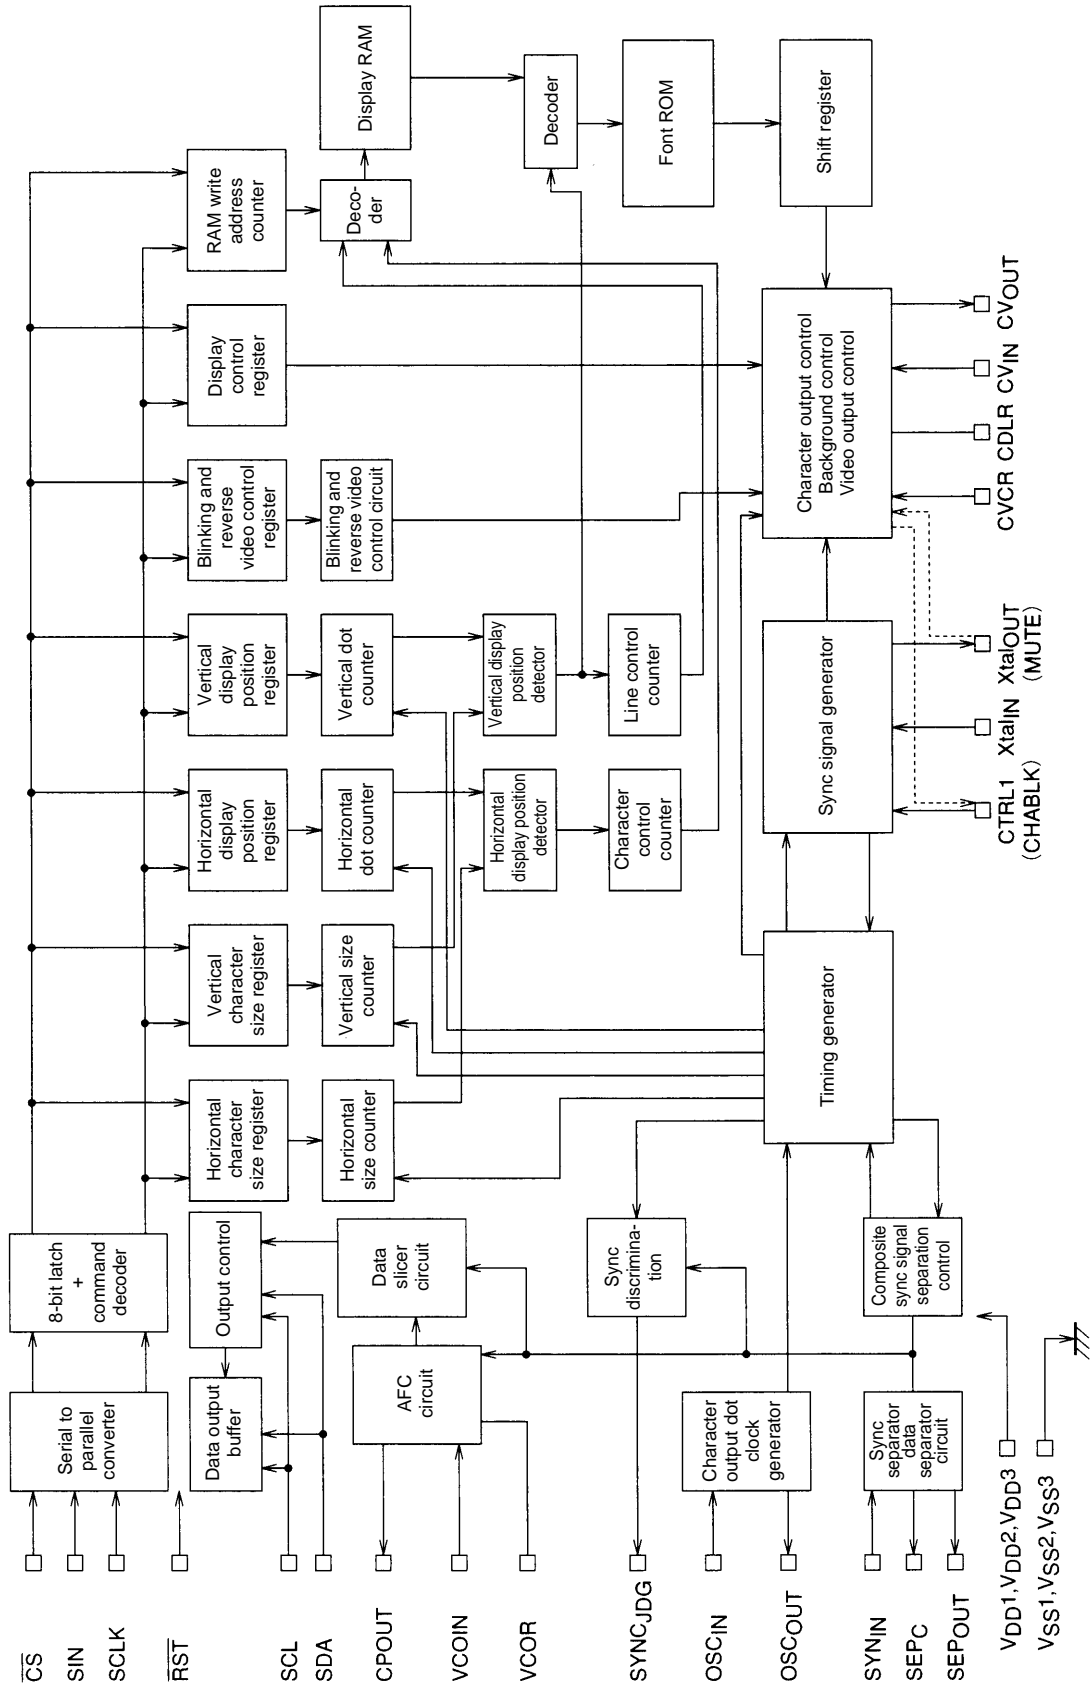 CS
SIN
SCLK
RST
SCL
SDA
CPOUT
VCOIN
VCOR
SYNCJDG
OSCIN
OSCOUT
SYNIN
SEPC
SEPOUT
VDD1,VDD2,VDD3
VSS1,VSS2,VSS3
Serial to
parallel
converter
8-bit latch
+
command
decoder
Data output
buffer
Output control
AFC
circuit
Data
slicer
circuit
Sync
discrimina-
tion
Character
output dot
clock
generator
Sync
separator
data
separator
circuit
Composite
sync signal
separation
control
Horizontal
character
size register
Horizontal
size counter
Vertical
character
size register
Vertical size
counter
Horizontal
display
position
register
Horizontal
dot counter
Horizontal
display position
detector
Character
control
counter
Vertical
display
position
register
Vertical dot
counter
Vertical display
position
detector
Line control
counter
Blinking and
reverse
video control
register
Blinking and
reverse video
control circuit
Display
control
register
RAM write
address
counter
Deco-
der
Display RAM
Decoder
Font ROM
Shift register
Timing generator
Sync signal generator
Character output control
Background control
Video output control
CTRL1
(CHABLK)
XtalIN
XtalOUT
(MUTE)
CVCR
CDLR
CVIN
CVOUT